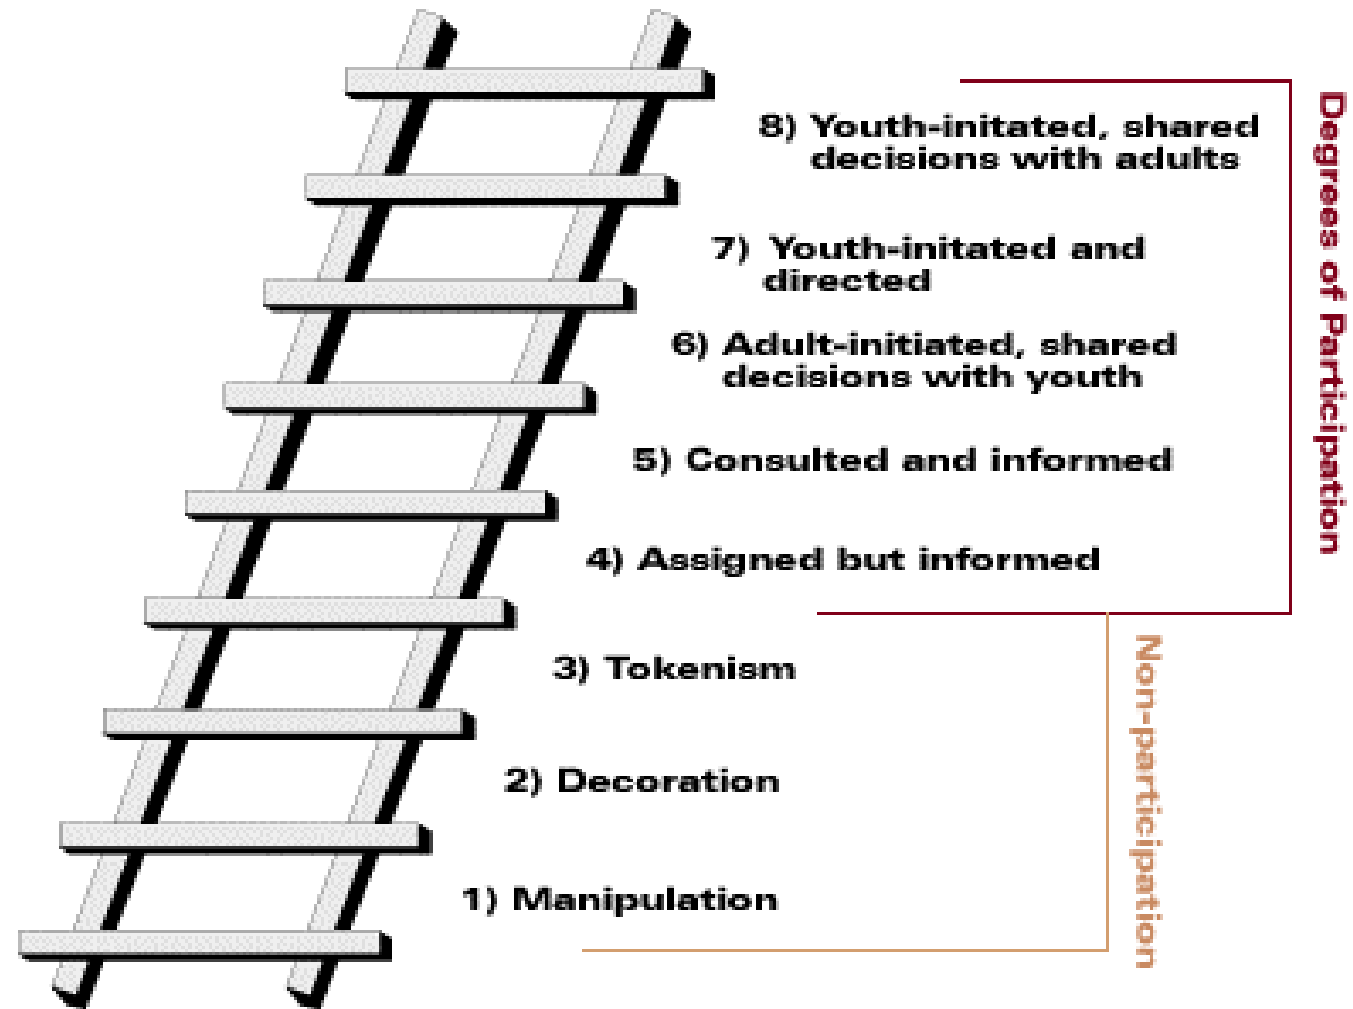 8) Youth-initated, shared
decisions with adults
7) Youth-initated and
directed
6) Adult-initiated, shared
decisions with youth
5) Consulted and informed
4) Assigned but informed
3) Tokenism
2) Decoration
1) Manipulation
Degrees of Participation
Non-participation